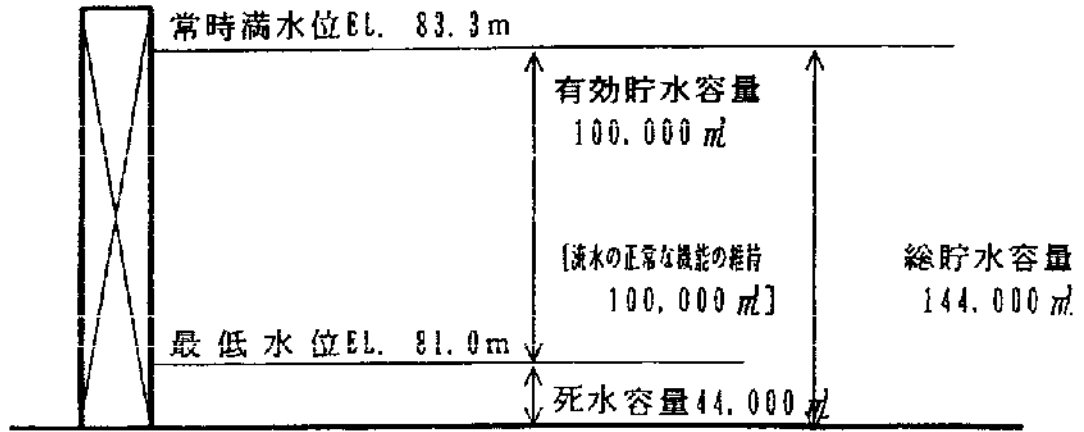 常時満水位EL. 83.3m
有効貯水容量
100.000㎥
[流水の正常な機能の維持
100,000㎥]
総貯水容量
144.000㎥
最低水位EL. 81.0m
死水容量44.000㎥